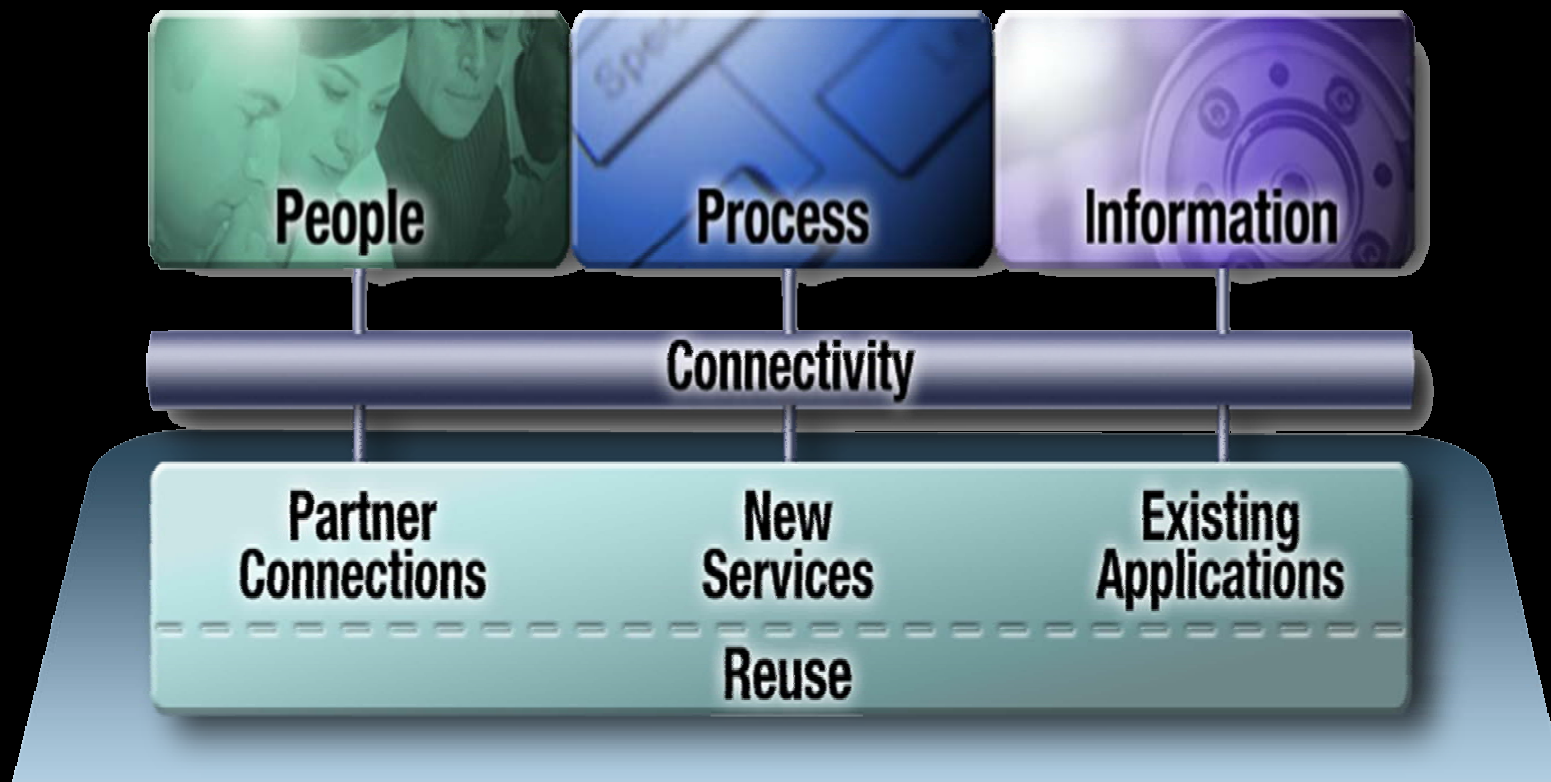 People
Process
Information
Connectivity
Partner
Connections
New
Services
Existing
Applications
Reuse